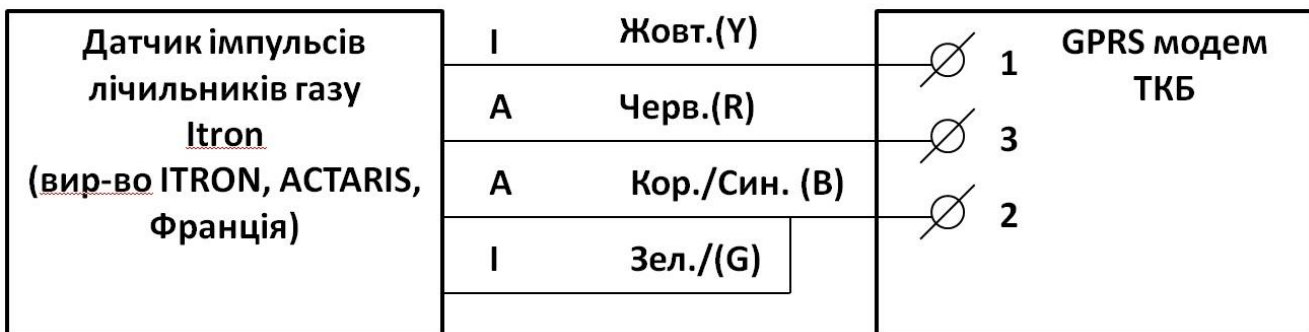 Датчик імпульсів
лічильників газу
Itron
(вир-во ITRON, ACTARIS,
Франція)
I Жовт.(Y)
A Черв.(R)
A Кор./Син. (B)
I Зел./(G)
1
3
2
GPRS модем
ТКБ